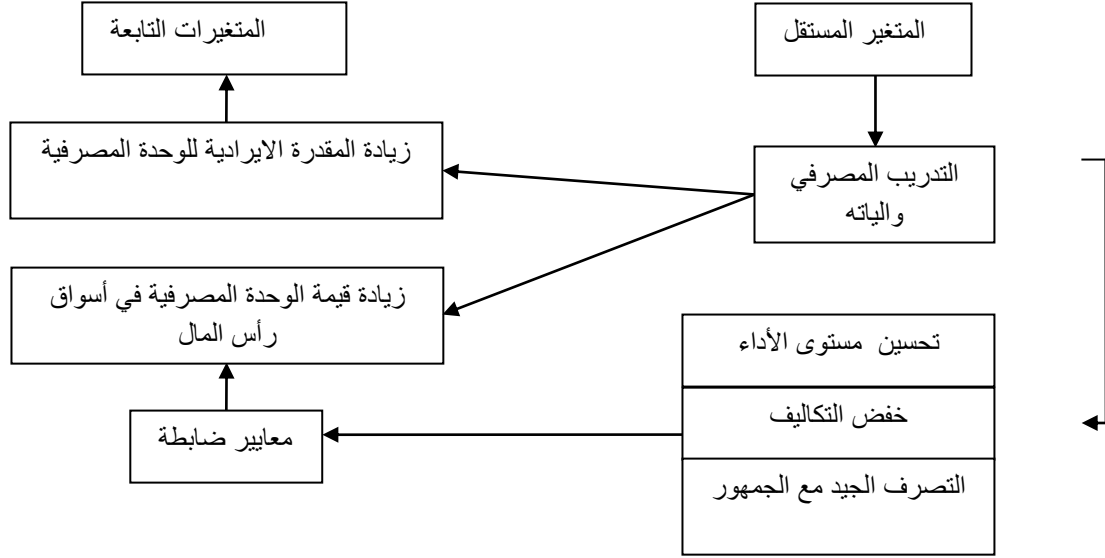 المتغير المستقل
المتغيرات التابعة
زيادة المقدرة الايرادية للوحدة المصرفية
التدريب المصرفي
والياته
زيادة قيمة الوحدة المصرفية في أسواق
رأس المال
تحسين مستوى الأداء
خفض التكاليف
معايير ضابطة
التصرف الجيد مع الجمهور